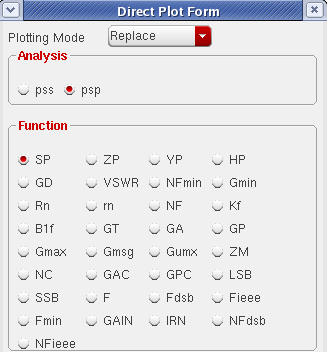 Direct Plot Form
Plotting Mode Replace
Analysis
pss psp
Function
SP ZP YP HP
GD VSWR NFmin Gmin
Rn rn NF Kf
B1f GT GA GP
Gmax Gmsg Gumx ZM
NC GAC GPC LSB
SSB F Fdsb Fieee
Fmin GAIN IRN NFdsb
NFieee